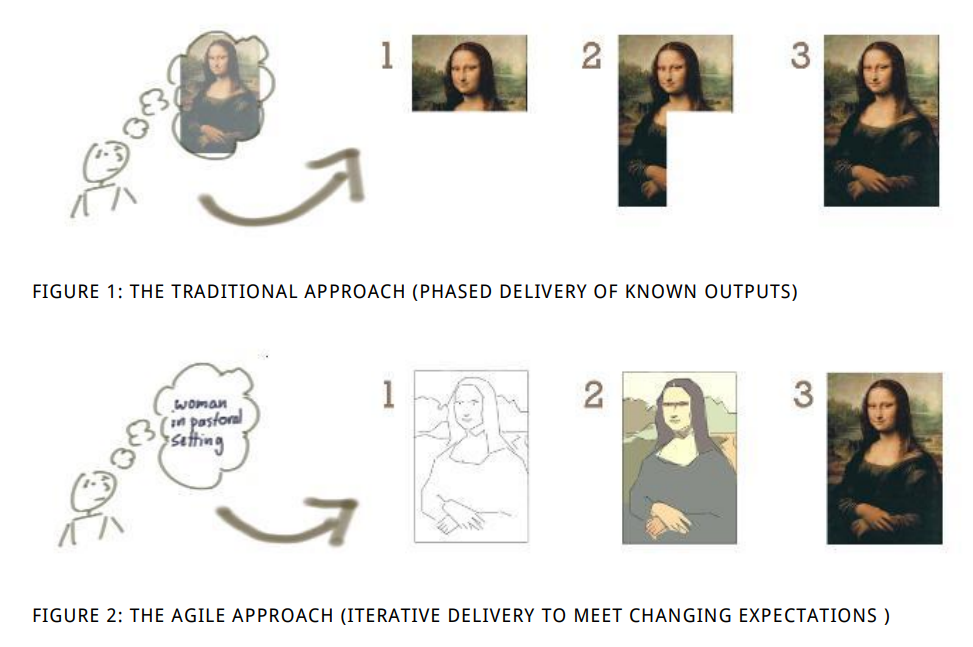 1
2
3
FIGURE 1: THE TRADITIONAL APPROACH (PHASED DELIVERY OF KNOWN OUTPUTS)
woman
in pastoral
setting
1
2
3
FIGURE 2: THE AGILE APPROACH (ITERATIVE DELIVERY TO MEET CHANGING EXPECTATIONS )